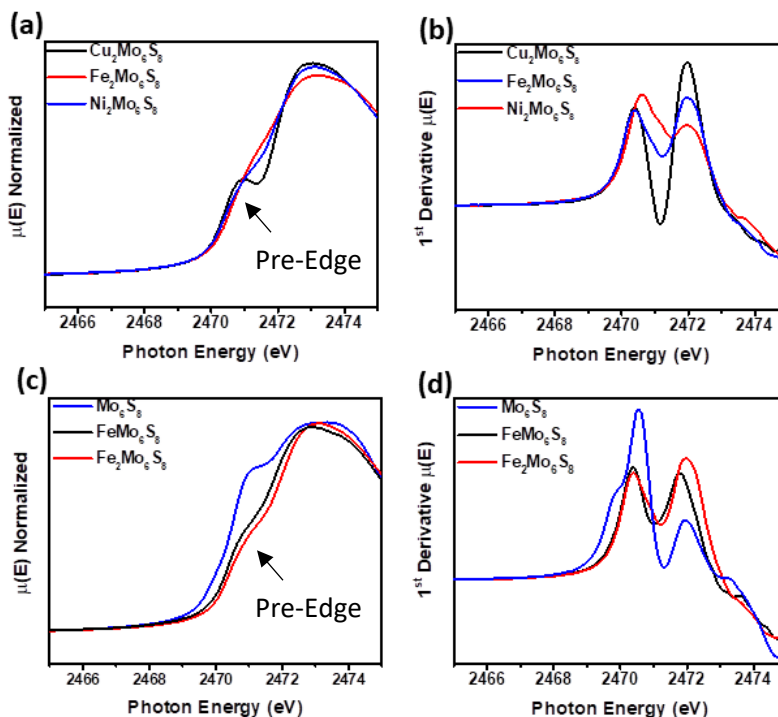 (a)
Cu2Mo6S8
Fe2Mo6S8
Ni2Mo6S8
Pre-Edge
μ(E) Normalized
2466 2468 2470 2472 2474
Photon Energy (eV)
(b)
Cu2Mo6S8
Fe2Mo6S8
Ni2Mo6S8
1st Derivative μ(E)
2466 2468 2470 2472 2474
Photon Energy (eV)
(c)
Mo6S8
FeMo6S8
Fe2Mo6S8
Pre-Edge
μ(E) Normalized
2466 2468 2470 2472 2474
Photon Energy (eV)
(d)
Mo6S8
FeMo6S8
Fe2Mo6S8
1st Derivative μ(E)
2466 2468 2470 2472 2474
Photon Energy (eV)